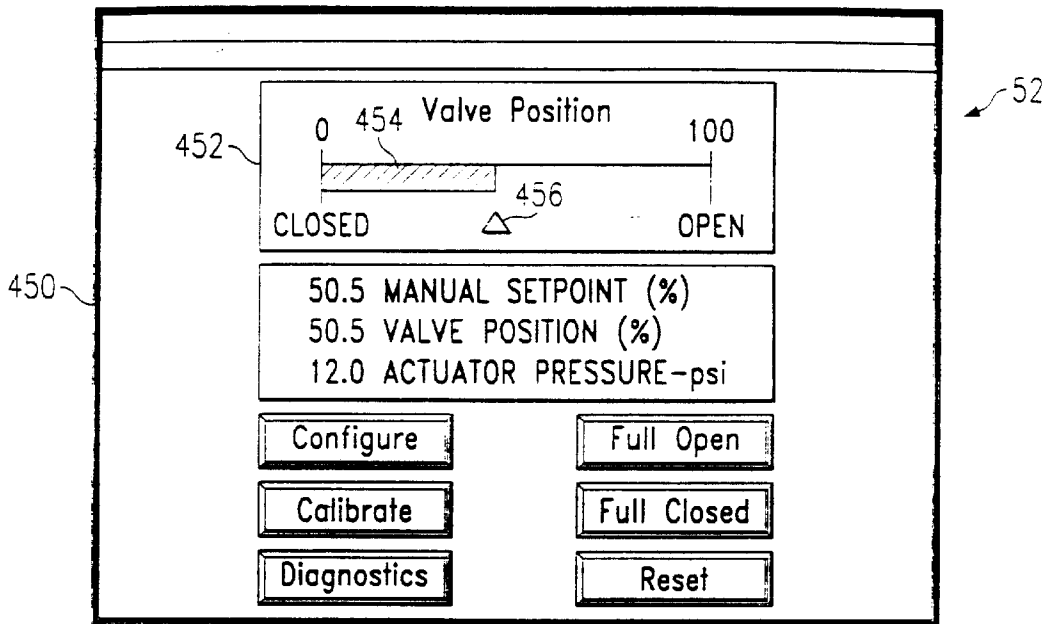 52
Valve Position
0 454 100
452
456
CLOSED OPEN
450
50.5 MANUAL SETPOINT (%)
50.5 VALVE POSITION (%)
12.0 ACTUATOR PRESSURE-psi
Configure Full Open
Calibrate Full Closed
Diagnostics Reset